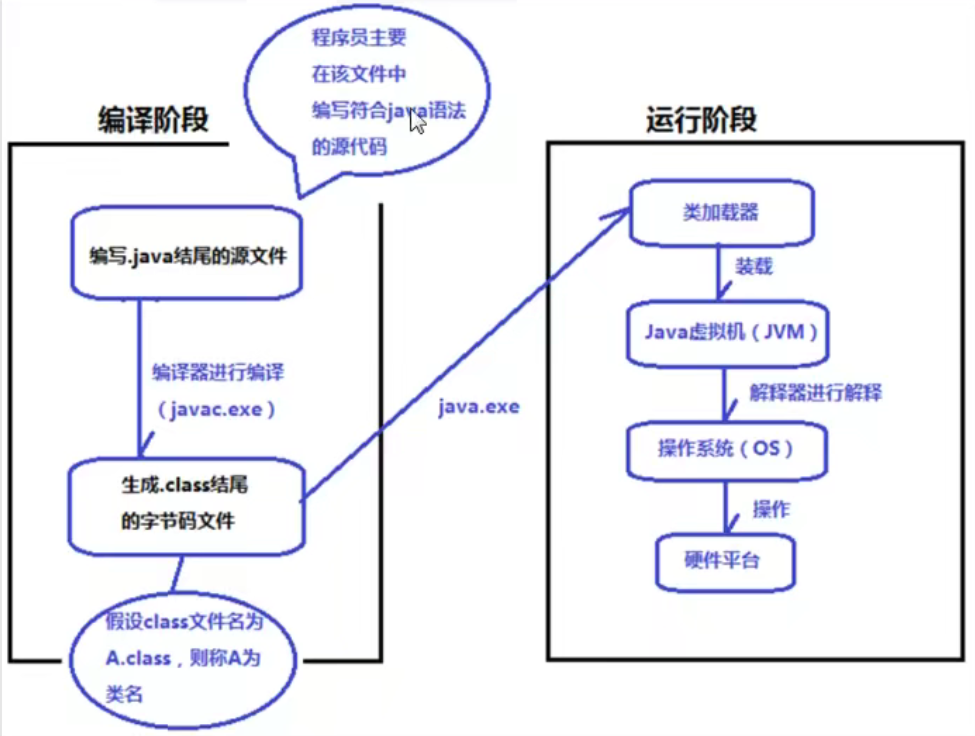 程序员主要
在该文件中
编写符合java语法
的源代码
编译阶段
编写.java结尾的源文件
编译器进行编译
（javac.exe）
生成.class结尾
的字节码文件
假设class文件名为
A.class，则称A为
类名
java.exe
运行阶段
类加载器
装载
Java虚拟机（JVM）
解释器进行解释
操作系统（OS）
操作
硬件平台